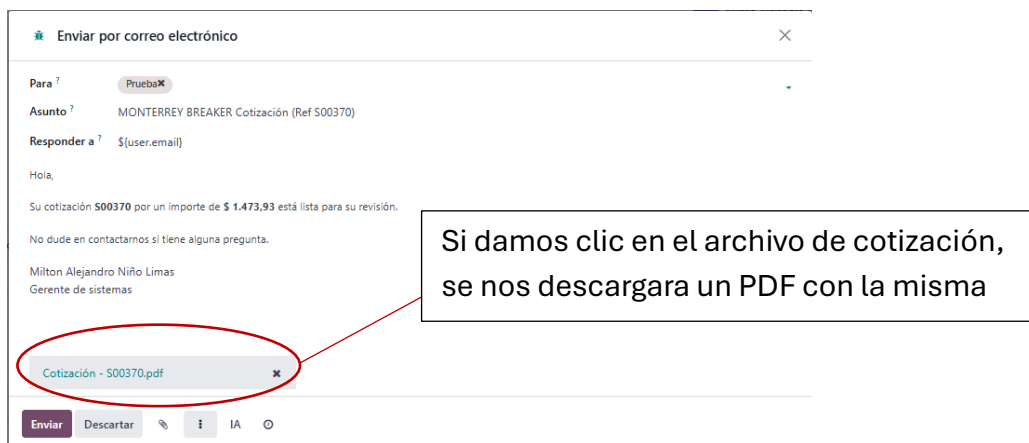 Enviar por correo electrónico
Para ? Prueba✖
Asunto ? MONTERREY BREAKER Cotización (Ref S00370)
Responder a ? ${user.email}
Hola,
Su cotización S00370 por un importe de $ 1.473,93 está lista para su revisión.
No dude en contactarnos si tiene alguna pregunta.
Milton Alejandro Niño Limas
Gerente de sistemas
Si damos clic en el archivo de cotización,
se nos descargara un PDF con la misma
Cotización - S00370.pdf ✖
Enviar Descartar IA